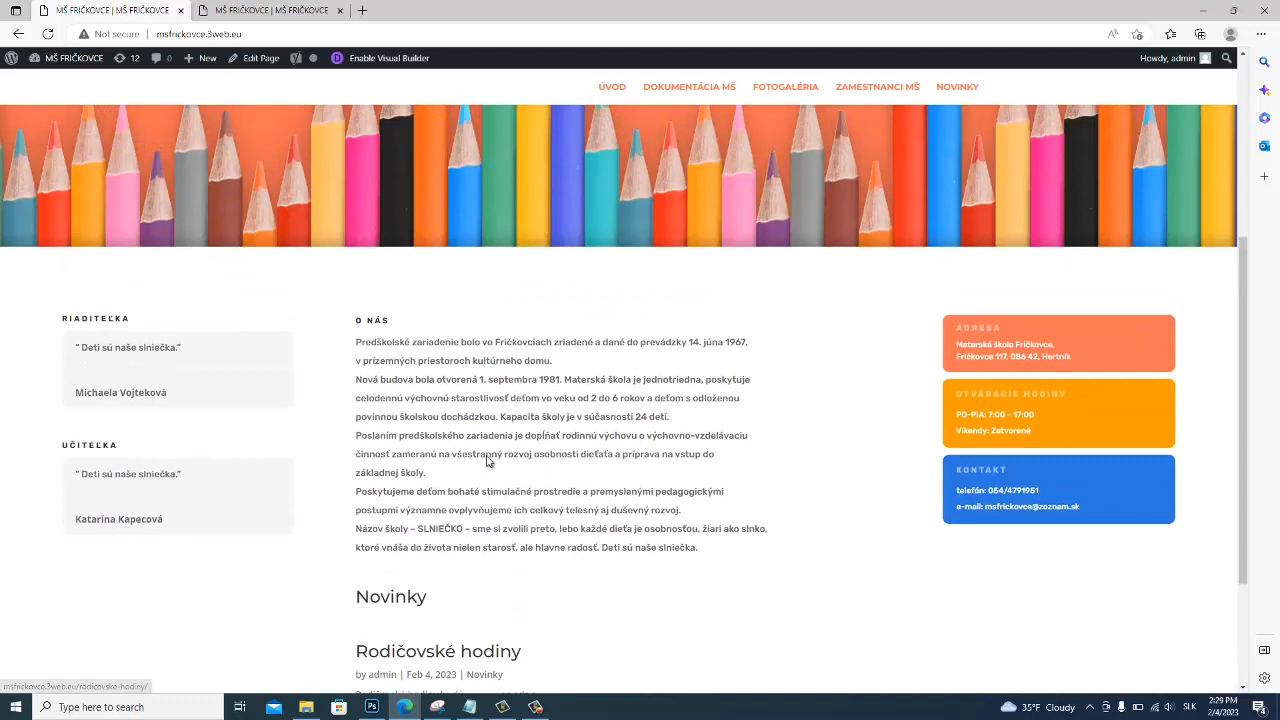 MŠ FRIČKOVCE
MŠ FRIČKOVCE
Not secure | msfrickovce.3web.eu
MŠ FRIČKOVCE 12 0 New Edit Page Enable Visual Builder Howdy, admin
ÚVOD DOKUMENTÁCIA MŠ FOTOGALÉRIA ZAMESTNANCI MŠ NOVINKY
RIADITEĽKA
" Deti sú naše slniečka."
Michaela Vojteková
UČITEĽKA
" Deti sú naše slniečka."
Katarína Kapecová
O NÁS
Predškolské zariadenie bolo vo Fričkovciach zriadené a dané do prevádzky 14. júna 1967,
v prízemných priestoroch kultúrneho domu.
Nová budova bola otvorená 1. septembra 1981. Materská škola je jednotriedna, poskytuje
celodennú výchovnú starostlivosť deťom vo veku od 2 do 6 rokov a deťom s odloženou
povinnou školskou dochádzkou. Kapacita školy je v súčasnosti 24 detí.
Poslaním predškolského zariadenia je dopĺňať rodinnú výchovu o výchovno-vzdelávaciu
činnosť zameranú na všestranný rozvoj osobnosti dieťaťa a príprava na vstup do
základnej školy.
Poskytujeme deťom bohaté stimulačné prostredie a premyslenými pedagogickými
postupmi významne ovplyvňujeme ich celkový telesný aj duševný rozvoj.
Názov školy – SLNIEČKO – sme si zvolili preto, lebo každé dieťa je osobnosťou, žiari ako slnko,
ktoré vnáša do života nielen starosť, ale hlavne radosť. Deti sú naše slniečka.
Novinky
Rodičovské hodiny
by admin | Feb 4, 2023 | Novinky
ADRESA
Materská škola Fričkovce,
Fričkovce 117, 086 42, Hertník
OTVÁRACIE HODINY
PO-PIA: 7:00 – 17:00
Víkendy: Zatvorené
KONTAKT
telefón: 054/4791951
e-mail: msfrickovce@zoznam.sk
msfrickovce.3web.eu/rodicovske-hodiny/
Type here to search
Ps
35°F SLK 2:29 PM
2/4/2023